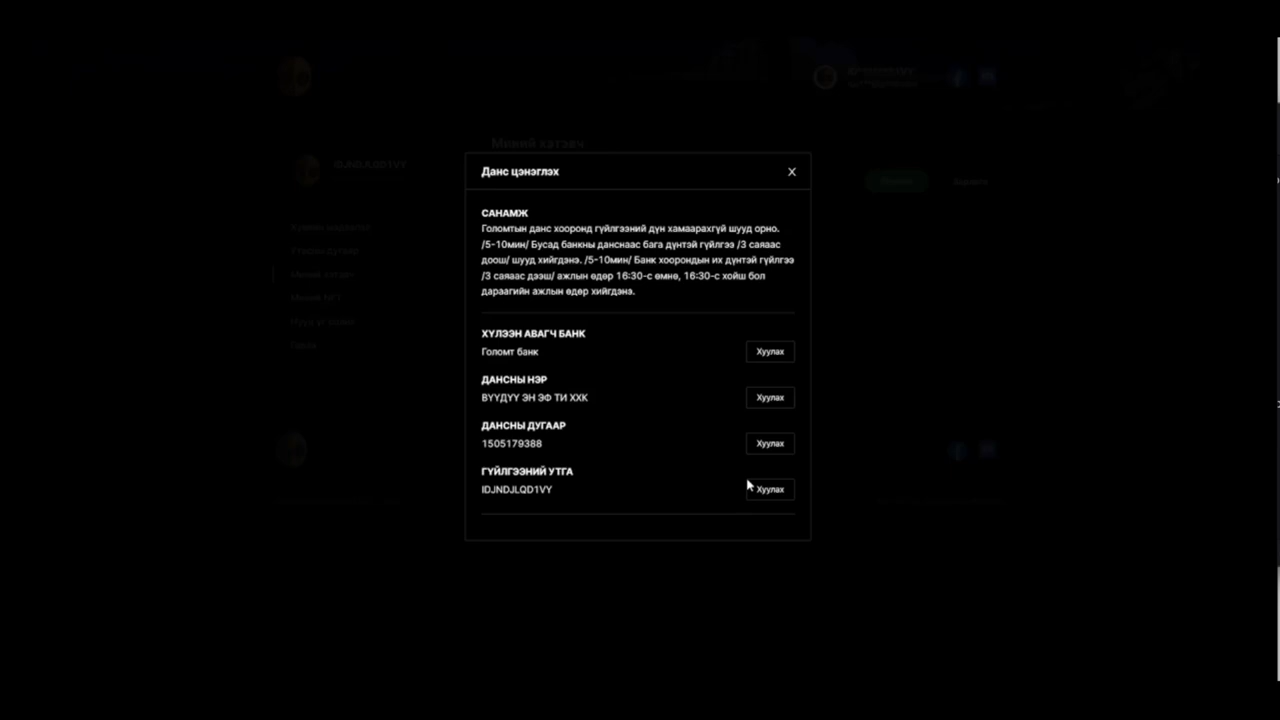 Миний хэтэвч
IDJNDJLQD1VY
Данс цэнэглэх
X
САНАМЖ
Голомтын данс хооронд гүйлгээний дүн хамаарахгүй шууд орно.
/5-10мин/ Бусад банкны данснаас бага дүнтэй гүйлгээ /3 саяаас
доош/ шууд хийгдэнэ. /5-10мин/ Банк хоорондын их дүнтэй гүйлгээ
/3 саяаас дээш/ ажлын өдөр 16:30-с өмнө, 16:30-с хойш бол
дараагийн ажлын өдөр хийгдэнэ.
ХҮЛЭЭН АВАГЧ БАНК
Голомт банк
Хуулах
ДАНСНЫ НЭР
ВҮҮДҮҮ ЭН ЭФ ТИ ХХК
Хуулах
ДАНСНЫ ДУГААР
1505179388
Хуулах
ГҮЙЛГЭЭНИЙ УТГА
IDJNDJLQD1VY
Хуулах